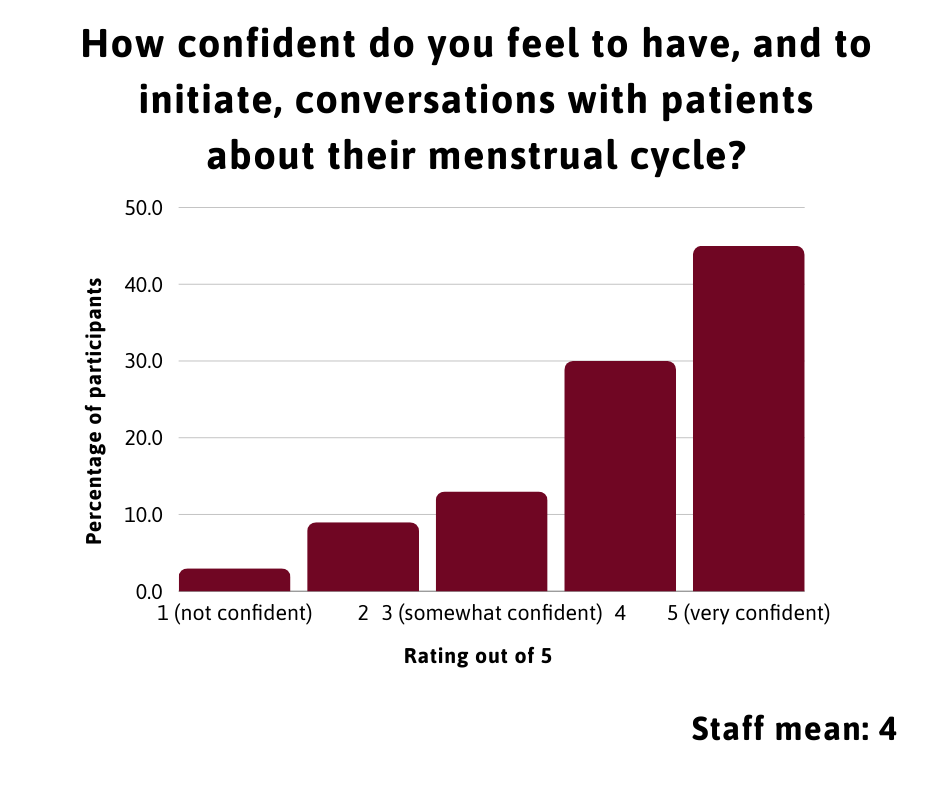 How confident do you feel to have, and to
initiate, conversations with patients
about their menstrual cycle?
50.0
40.0
30.0
20.0
10.0
0.0
Percentage of participants
1 (not confident) 2 3 (somewhat confident) 4 5 (very confident)
Rating out of 5
Staff mean: 4